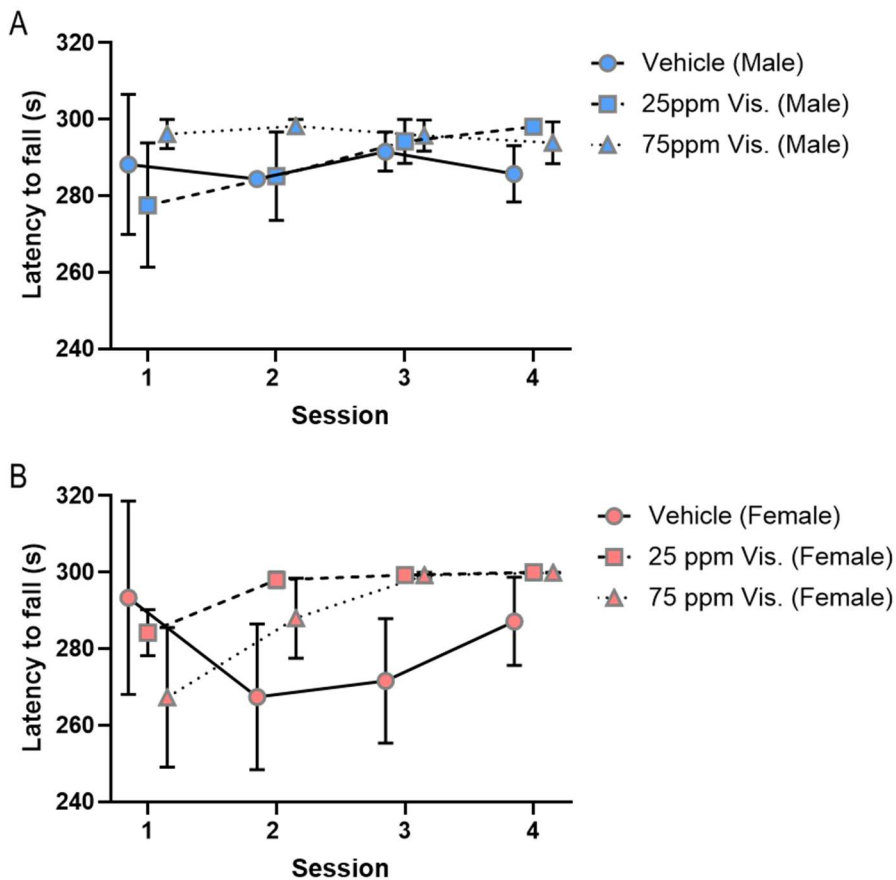 A
320
300
280
260
240
Latency to fall (s)
1 2 3 4
Session
Vehicle (Male)
25ppm Vis. (Male)
75ppm Vis. (Male)
B
320
300
280
260
240
Latency to fall (s)
1 2 3 4
Session
Vehicle (Female)
25 ppm Vis. (Female)
75 ppm Vis. (Female)